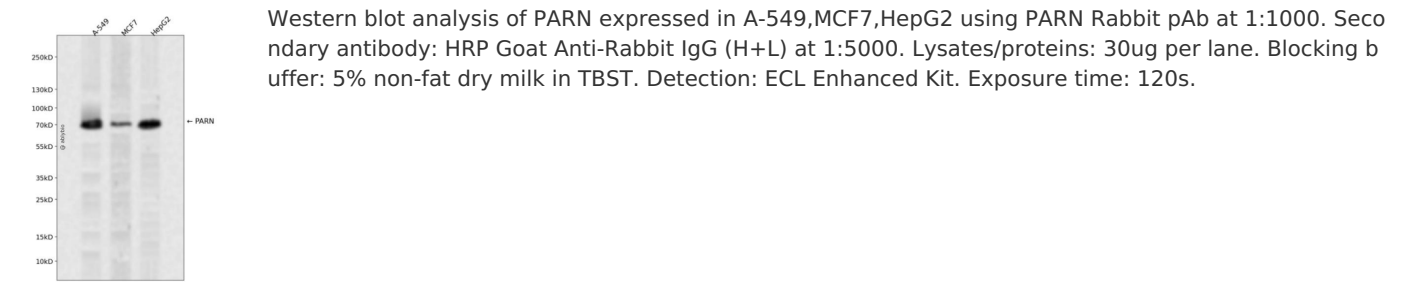 A-549 MCF7 HepG2
250kD
130kD
100kD
70kD
55kD
35kD
25kD
15kD
10kD
← PARN
Western blot analysis of PARN expressed in A-549,MCF7,HepG2 using PARN Rabbit pAb at 1:1000. Seco
ndary antibody: HRP Goat Anti-Rabbit IgG (H+L) at 1:5000. Lysates/proteins: 30ug per lane. Blocking b
uffer: 5% non-fat dry milk in TBST. Detection: ECL Enhanced Kit. Exposure time: 120s.